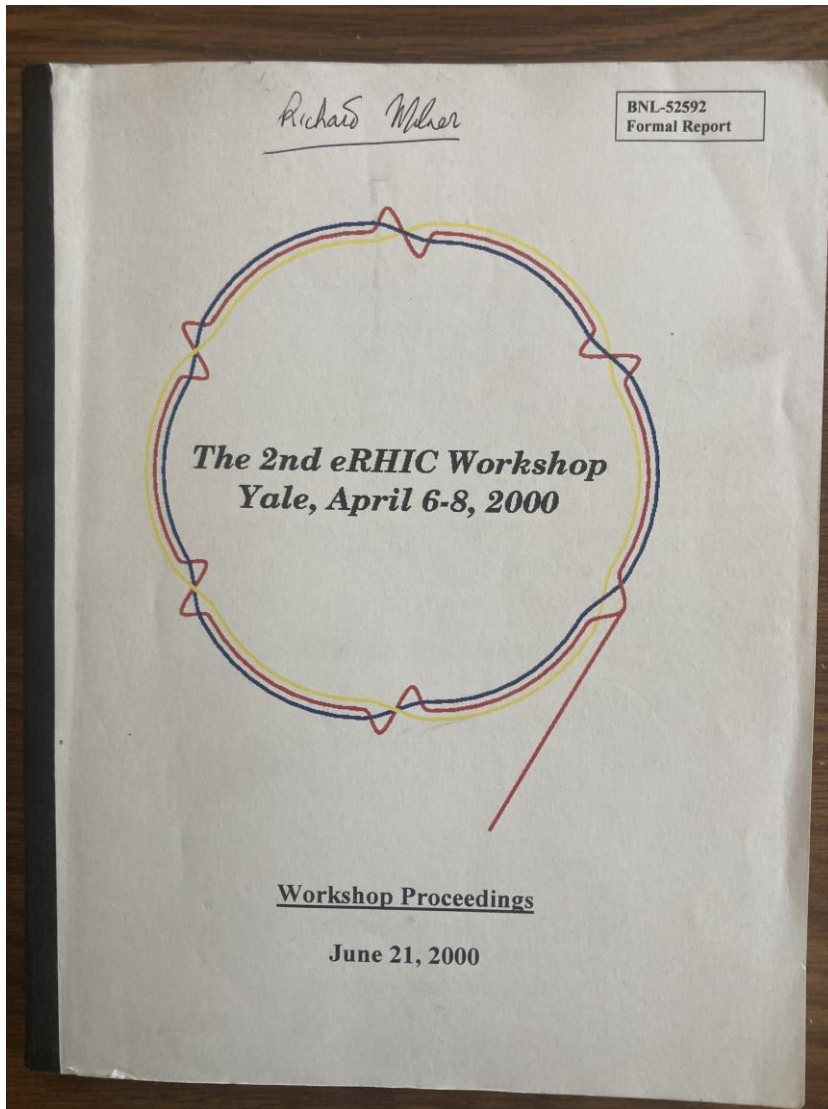 Richard Milner
BNL-52592
Formal Report
The 2nd eRHIC Workshop
Yale, April 6-8, 2000
Workshop Proceedings
June 21, 2000